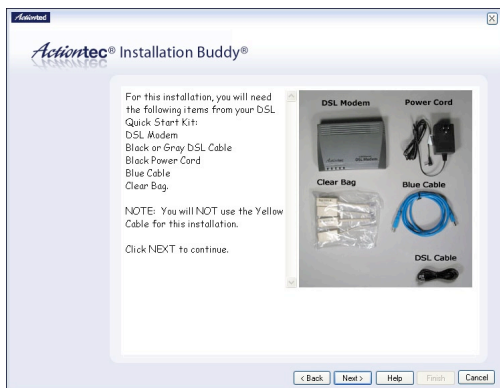 Actiontec
Actiontec® Installation Buddy®
For this installation, you will need
the following items from your DSL
Quick Start Kit:
DSL Modem
Black or Gray DSL Cable
Black Power Cord
Blue Cable
Clear Bag.
NOTE: You will NOT use the Yellow
Cable for this installation.
Click NEXT to continue.
DSL Modem
Power Cord
Clear Bag
Blue Cable
DSL Cable
< Back
Next >
Help
Finish
Cancel